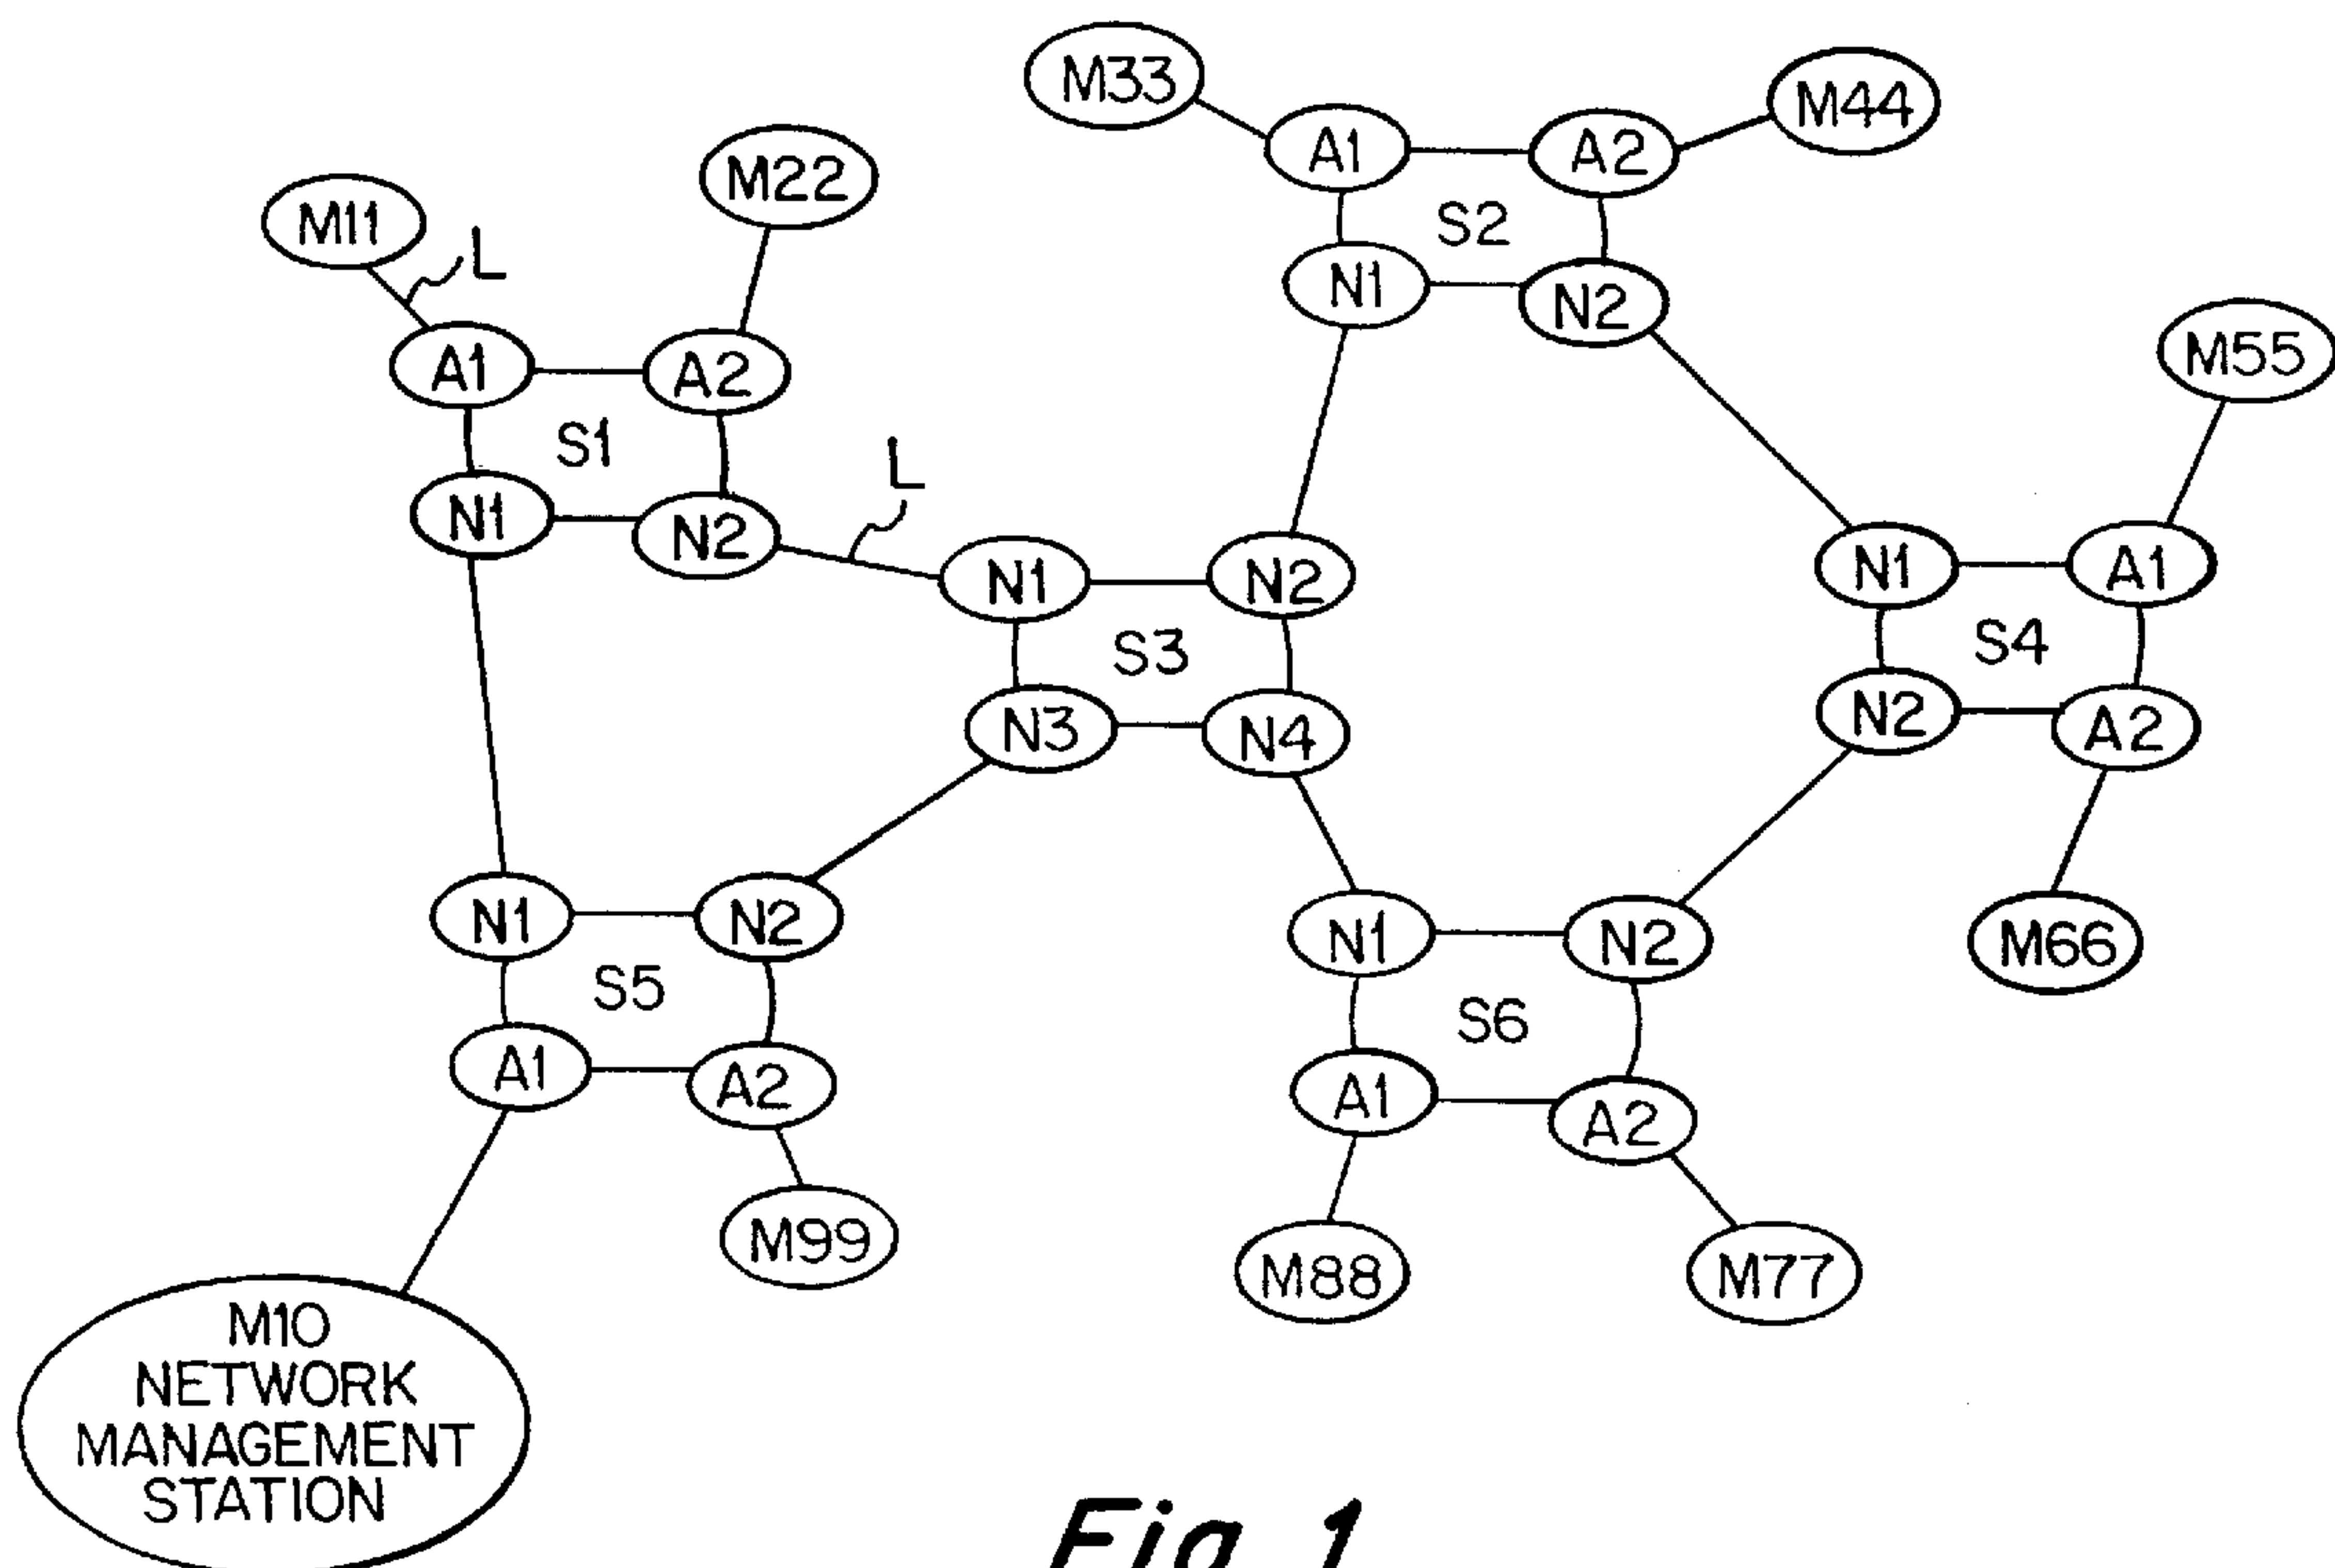 M33
M44
M22
A1
A2
M11
L
S2
N1
N2
M55
A1
A2
S1
L
N1
N2
N1
N2
N1
A1
S3
S4
N3
N4
N2
A2
N1
N2
N1
N2
M66
S5
S6
A1
A2
A1
A2
M99
M88
M77
M10
NETWORK
MANAGEMENT
STATION
Fig 1